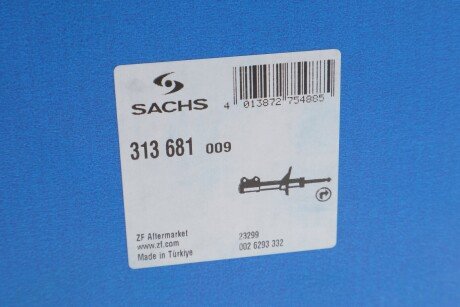 SACHS
4 013872 754885
313 681 009
ZF Aftermarket
www.zf.com
Made in Türkiye
23299
002 6293 332